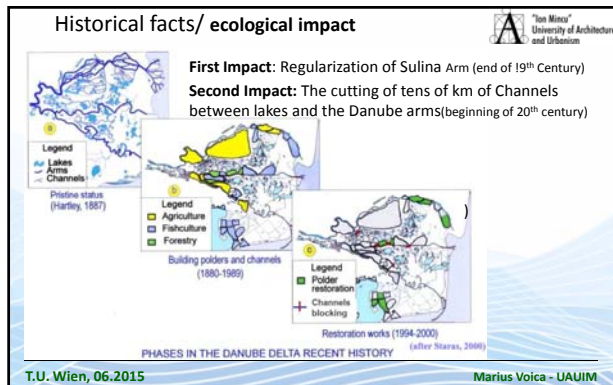 Historical facts/ ecological impact
"Ion Mincu"
University of Architecture
and Urbanism
First Impact: Regularization of Sulina Arm (end of !9th Century)
Second Impact: The cutting of tens of km of Channels
between lakes and the Danube arms(beginning of 20th century)
a
Legend
Lakes
Arms
Channels
Pristine status
(Hartley, 1887)
b
Legend
Agriculture
Fishculture
Forestry
Building polders and channels
(1880-1989)
)
c
Legend
Polder
restoration
Channels
blocking
Restoration works (1994-2000)
(after Staras, 2000)
PHASES IN THE DANUBE DELTA RECENT HISTORY
T.U. Wien, 06.2015
Marius Voica - UAUIM